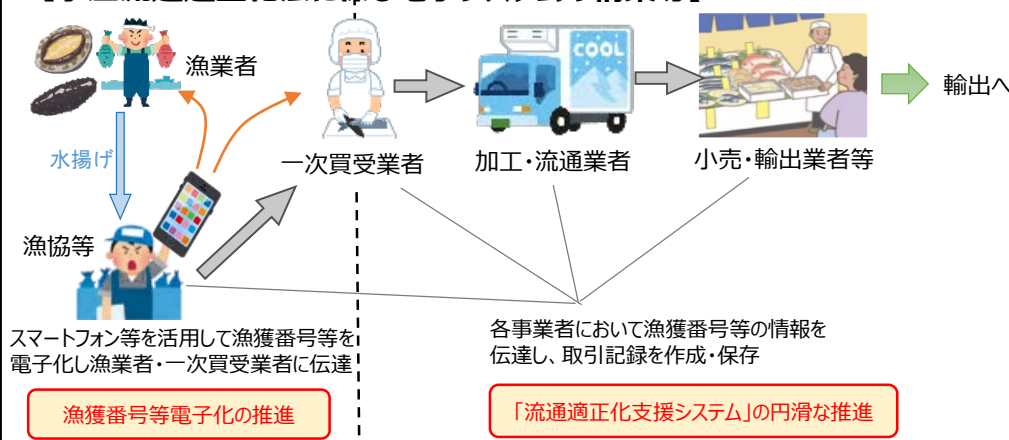 漁業者
COOL
輸出へ
水揚げ
一次買受業者
加工・流通業者
小売・輸出業者等
漁協等
スマートフォン等を活用して漁獲番号等を
電子化し漁業者・一次買受業者に伝達
各事業者において漁獲番号等の情報を
伝達し、取引記録を作成・保存
漁獲番号等電子化の推進
「流通適正化支援システム」の円滑な推進